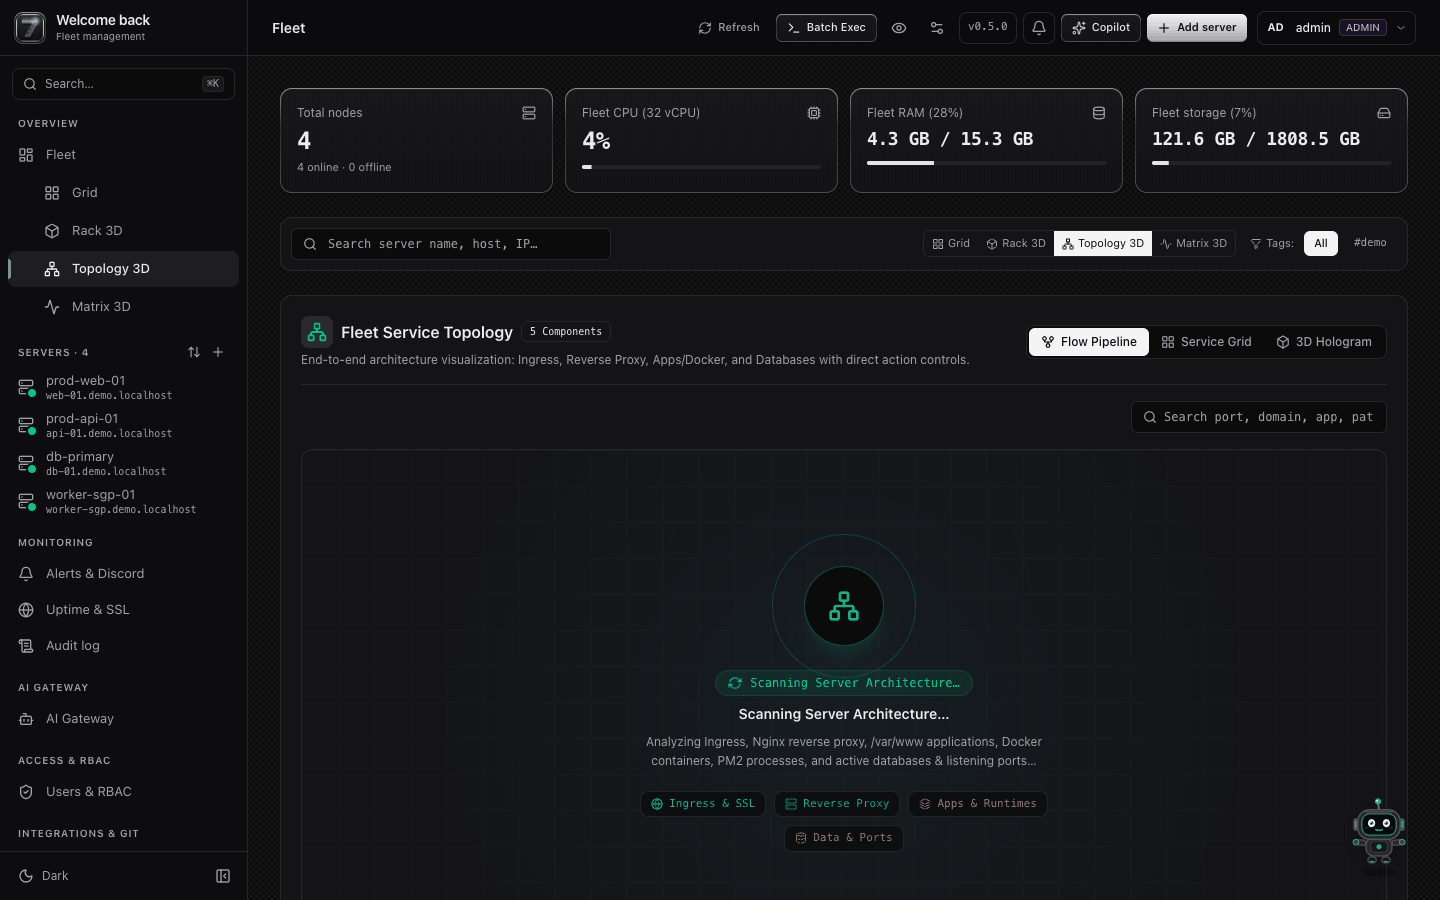 Welcome back
Fleet management
Search...
⌘K
OVERVIEW
Fleet
Grid
Rack 3D
Topology 3D
Matrix 3D
SERVERS · 4
prod-web-01
web-01.demo.localhost
prod-api-01
api-01.demo.localhost
db-primary
db-01.demo.localhost
worker-sgp-01
worker-sgp.demo.localhost
MONITORING
Alerts & Discord
Uptime & SSL
Audit log
AI GATEWAY
AI Gateway
ACCESS & RBAC
Users & RBAC
INTEGRATIONS & GIT
Dark
Fleet
Refresh
Batch Exec
v0.5.0
Copilot
Add server
AD admin ADMIN
Total nodes
4
4 online · 0 offline
Fleet CPU (32 vCPU)
4%
Fleet RAM (28%)
4.3 GB / 15.3 GB
Fleet storage (7%)
121.6 GB / 1808.5 GB
Search server name, host, IP…
Grid Rack 3D Topology 3D Matrix 3D Tags: All #demo
Fleet Service Topology 5 Components
End-to-end architecture visualization: Ingress, Reverse Proxy, Apps/Docker, and Databases with direct action controls.
Flow Pipeline Service Grid 3D Hologram
Search port, domain, app, pat
Scanning Server Architecture…
Scanning Server Architecture...
Analyzing Ingress, Nginx reverse proxy, /var/www applications, Docker
containers, PM2 processes, and active databases & listening ports...
Ingress & SSL Reverse Proxy Apps & Runtimes
Data & Ports